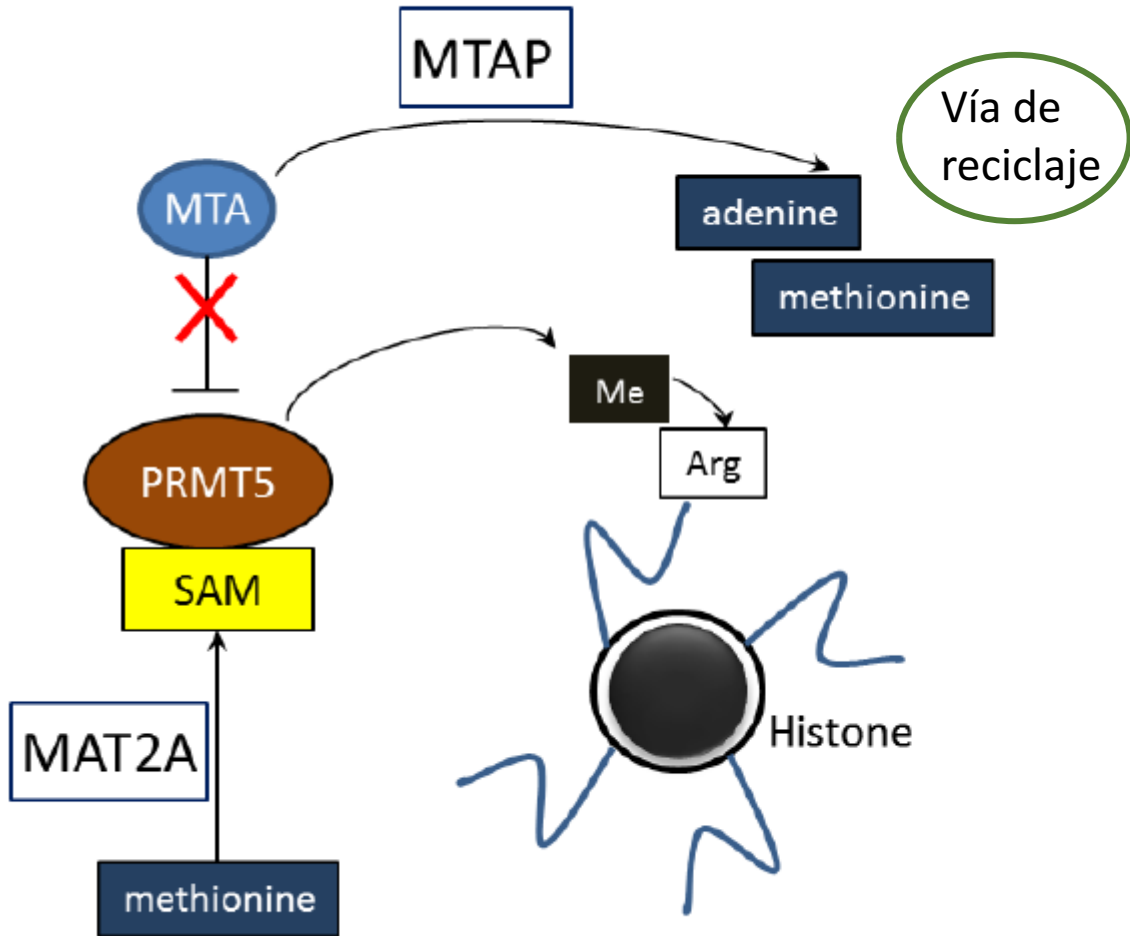 MTAP
Vía de
reciclaje
MTA
adenine
methionine
Me
Arg
PRMT5
SAM
MAT2A
Histone
methionine